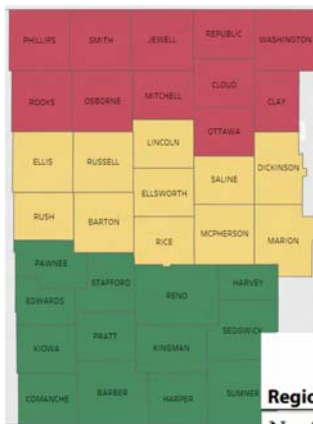 PHILLIPS SMITH JEWELL REPUBLIC WASHINGTON
ROOKS OSBORNE MITCHELL CLOUD CLAY
OTTAWA
LINCOLN
ELLIS RUSSELL SALINE DICKINSON
ELLSWORTH
RUSH BARTON RICE MCPHERSON MARION
PAWNEE STAFFORD RENO HARVEY
EDWARDS
SEDGWICK
KIOWA PRATT KINGMAN
COMANCHE BARBER HARPER SUMNER
Regio